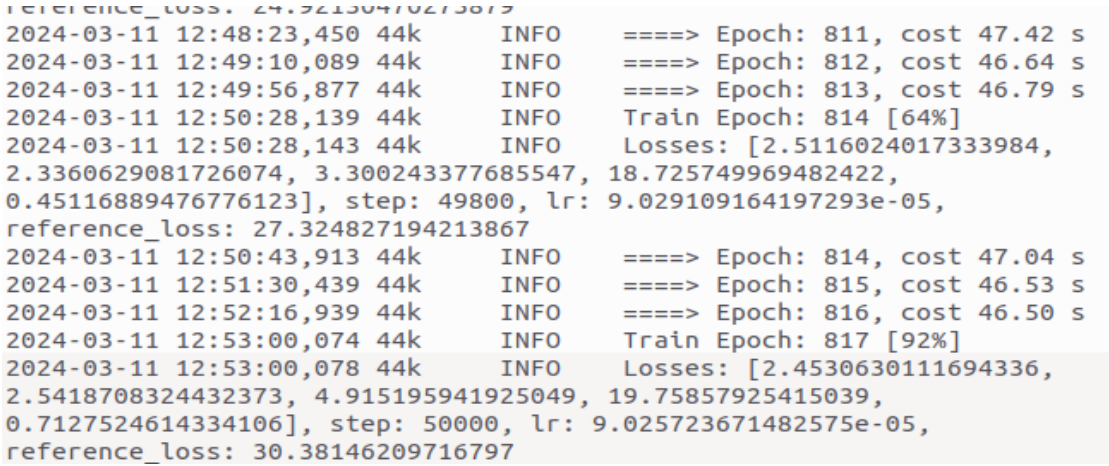 reference_loss: 24.92130470275879
2024-03-11 12:48:23,450 44k INFO ====> Epoch: 811, cost 47.42 s
2024-03-11 12:49:10,089 44k INFO ====> Epoch: 812, cost 46.64 s
2024-03-11 12:49:56,877 44k INFO ====> Epoch: 813, cost 46.79 s
2024-03-11 12:50:28,139 44k INFO Train Epoch: 814 [64%]
2024-03-11 12:50:28,143 44k INFO Losses: [2.5116024017333984,
2.3360629081726074, 3.300243377685547, 18.725749969482422,
0.45116889476776123], step: 49800, lr: 9.029109164197293e-05,
reference_loss: 27.324827194213867
2024-03-11 12:50:43,913 44k INFO ====> Epoch: 814, cost 47.04 s
2024-03-11 12:51:30,439 44k INFO ====> Epoch: 815, cost 46.53 s
2024-03-11 12:52:16,939 44k INFO ====> Epoch: 816, cost 46.50 s
2024-03-11 12:53:00,074 44k INFO Train Epoch: 817 [92%]
2024-03-11 12:53:00,078 44k INFO Losses: [2.4530630111694336,
2.5418708324432373, 4.915195941925049, 19.75857925415039,
0.7127524614334106], step: 50000, lr: 9.025723671482575e-05,
reference_loss: 30.38146209716797